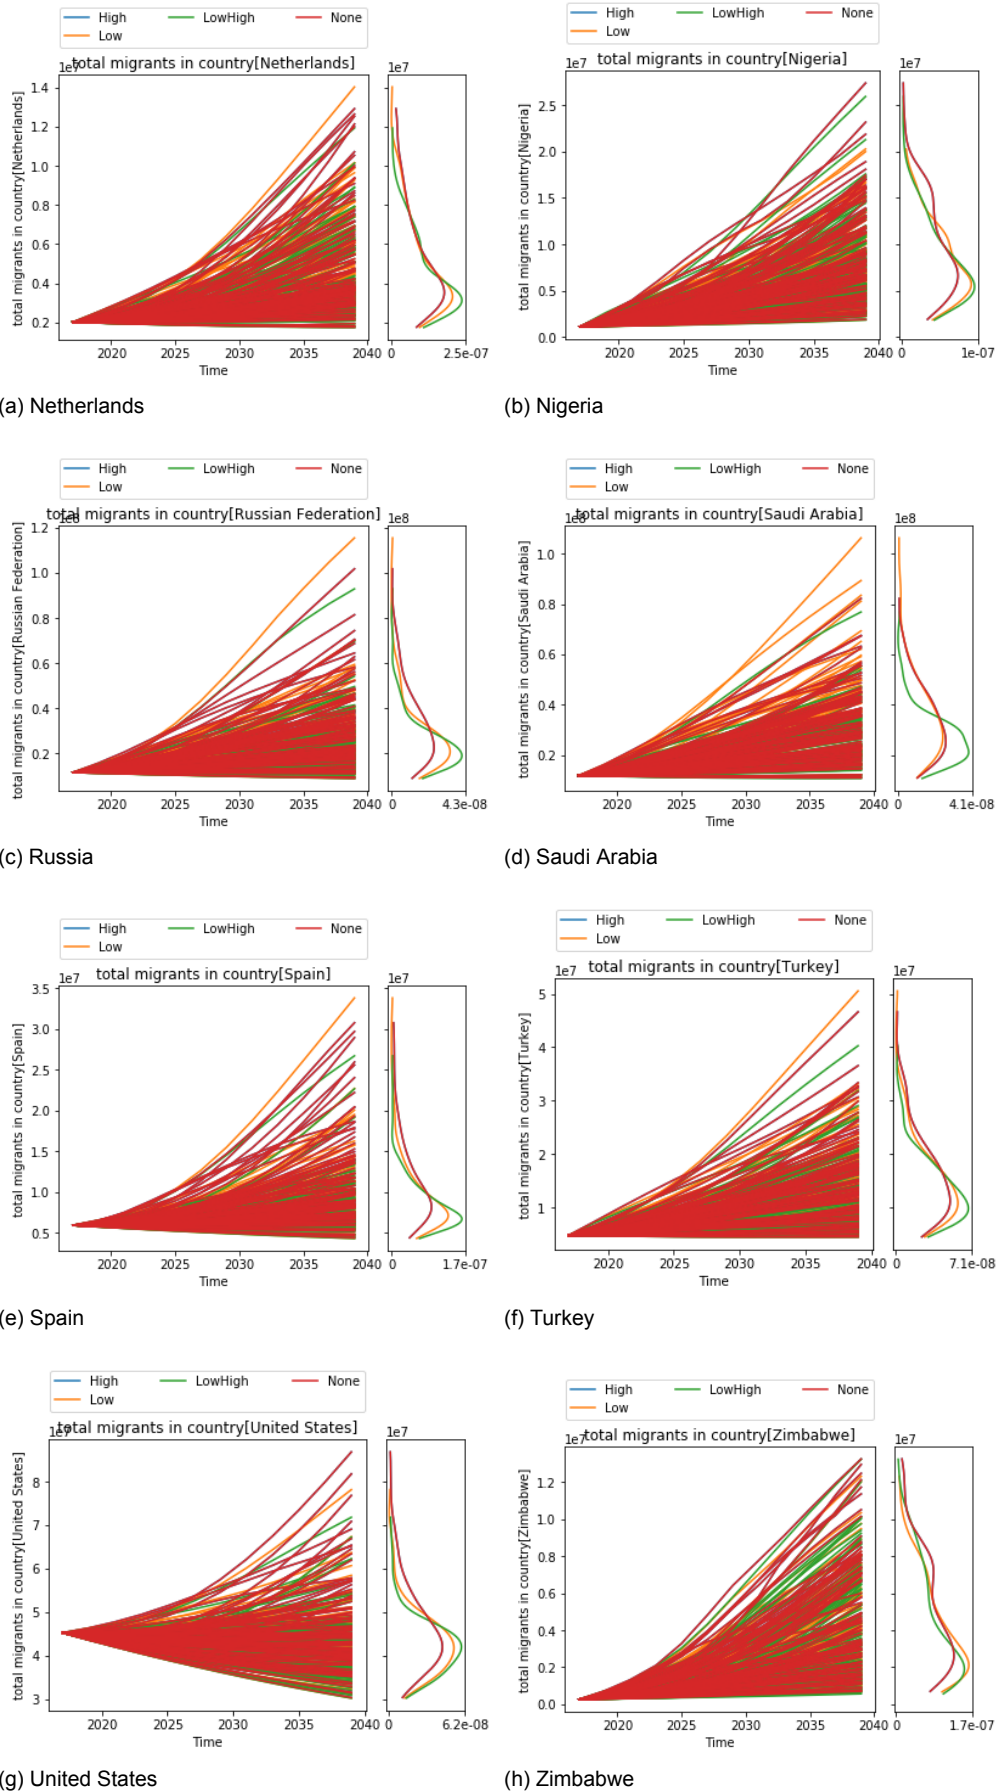 High LowHigh None
Low
total migrants in country[Netherlands]
1e7
1e7
total migrants in country[Netherlands]
1.4
1.2
1.0
0.8
0.6
0.4
0.2
2020 2025 2030 2035 2040
0 2.5e-07
Time
(a) Netherlands
High LowHigh None
Low
total migrants in country[Nigeria]
1e7
1e7
total migrants in country[Nigeria]
2.5
2.0
1.5
1.0
0.5
0.0
2020 2025 2030 2035 2040
0 1e-07
Time
(b) Nigeria
High LowHigh None
Low
total migrants in country[Russian Federation]
1e8
1e8
total migrants in country[Russian Federation]
1.2
1.0
0.8
0.6
0.4
0.2
2020 2025 2030 2035 2040
0 4.3e-08
Time
(c) Russia
High LowHigh None
Low
total migrants in country[Saudi Arabia]
1e8
1e8
total migrants in country[Saudi Arabia]
1.0
0.8
0.6
0.4
0.2
2020 2025 2030 2035 2040
0 4.1e-08
Time
(d) Saudi Arabia
High LowHigh None
Low
total migrants in country[Spain]
1e7
1e7
total migrants in country[Spain]
3.5
3.0
2.5
2.0
1.5
1.0
0.5
2020 2025 2030 2035 2040
0 1.7e-07
Time
(e) Spain
High LowHigh None
Low
total migrants in country[Turkey]
1e7
1e7
total migrants in country[Turkey]
5
4
3
2
1
2020 2025 2030 2035 2040
0 7.1e-08
Time
(f) Turkey
High LowHigh None
Low
total migrants in country[United States]
1e7
1e7
total migrants in country[United States]
8
7
6
5
4
3
2020 2025 2030 2035 2040
0 6.2e-08
Time
(g) United States
High LowHigh None
Low
total migrants in country[Zimbabwe]
1e7
1e7
total migrants in country[Zimbabwe]
1.2
1.0
0.8
0.6
0.4
0.2
0.0
2020 2025 2030 2035 2040
0 1.7e-07
Time
(h) Zimbabwe